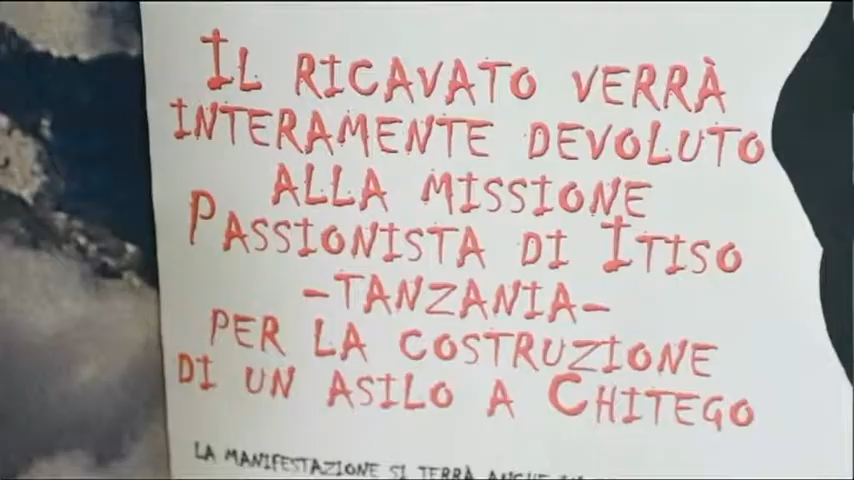 IL RICAVATO VERRÀ
INTERAMENTE DEVOLUTO
ALLA MISSIONE
PASSIONISTA DI ITISO
-TANZANIA-
PER LA COSTRUZIONE
DI UN ASILO A CHITEGO
LA MANIFESTAZIONE SI TERRÀ ANCHE